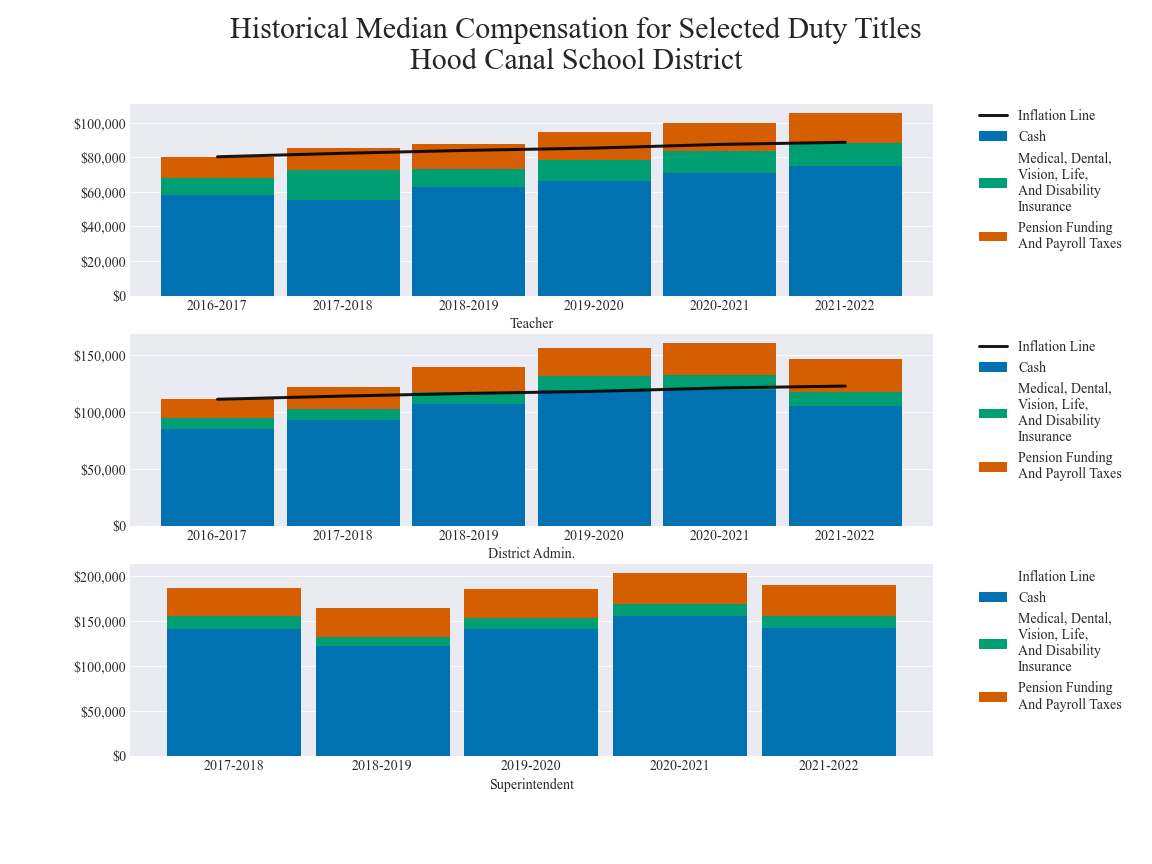 Historical Median Compensation for Selected Duty Titles
Hood Canal School District
$100,000
$80,000
$60,000
$40,000
$20,000
$0
2016-2017 2017-2018 2018-2019 2019-2020 2020-2021 2021-2022
Teacher
Inflation Line
Cash
Medical, Dental,
Vision, Life,
And Disability
Insurance
Pension Funding
And Payroll Taxes
$150,000
$100,000
$50,000
$0
2016-2017 2017-2018 2018-2019 2019-2020 2020-2021 2021-2022
District Admin.
Inflation Line
Cash
Medical, Dental,
Vision, Life,
And Disability
Insurance
Pension Funding
And Payroll Taxes
$200,000
$150,000
$100,000
$50,000
$0
2017-2018 2018-2019 2019-2020 2020-2021 2021-2022
Superintendent
Inflation Line
Cash
Medical, Dental,
Vision, Life,
And Disability
Insurance
Pension Funding
And Payroll Taxes